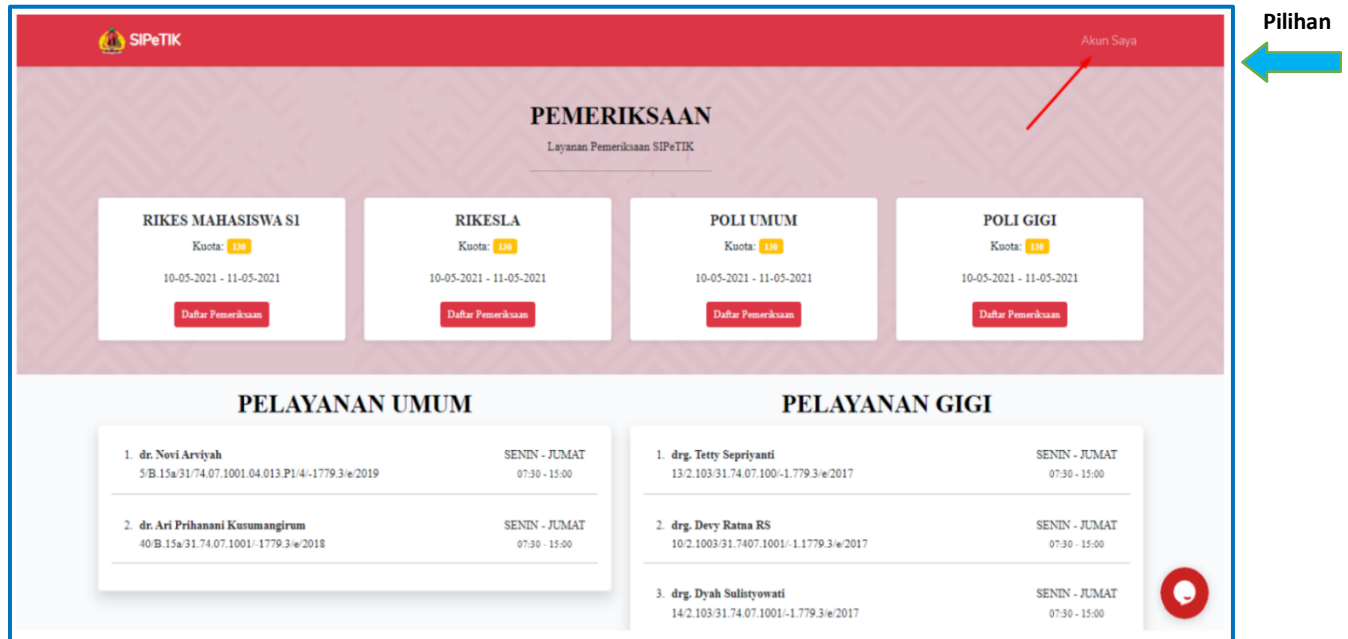 Pilihan
SIPeTIK
Akun Saya
PEMERIKSAAN
Layanan Pemeriksaan SIPeTIK
RIKES MAHASISWA S1
Kuota: 130
10-05-2021 - 11-05-2021
Daftar Pemeriksaan
RIKESLA
Kuota: 130
10-05-2021 - 11-05-2021
Daftar Pemeriksaan
POLI UMUM
Kuota: 130
10-05-2021 - 11-05-2021
Daftar Pemeriksaan
POLI GIGI
Kuota: 130
10-05-2021 - 11-05-2021
Daftar Pemeriksaan
PELAYANAN UMUM
1. dr. Novi Arviyah SENIN - JUMAT
5/B.15a/31/74.07.1001.04.013.P1/4/-1779.3/e/2019 07:30 - 15:00
2. dr. Ari Prihanani Kusumangirum SENIN - JUMAT
40/B.15a/31.74.07.1001/-1779.3/e/2018 07:30 - 15:00
PELAYANAN GIGI
1. drg. Tetty Sepriyanti SENIN - JUMAT
13/2.103/31.74.07.100/-1.779.3/e/2017 07:30 - 15:00
2. drg. Devy Ratna RS SENIN - JUMAT
10/2.1003/31.7407.1001/-1.1779.3/e/2017 07:30 - 15:00
3. drg. Dyah Sulistyowati SENIN - JUMAT
14/2.103/31.74.07.1001/-1.779.3/e/2017 07:30 - 15:00